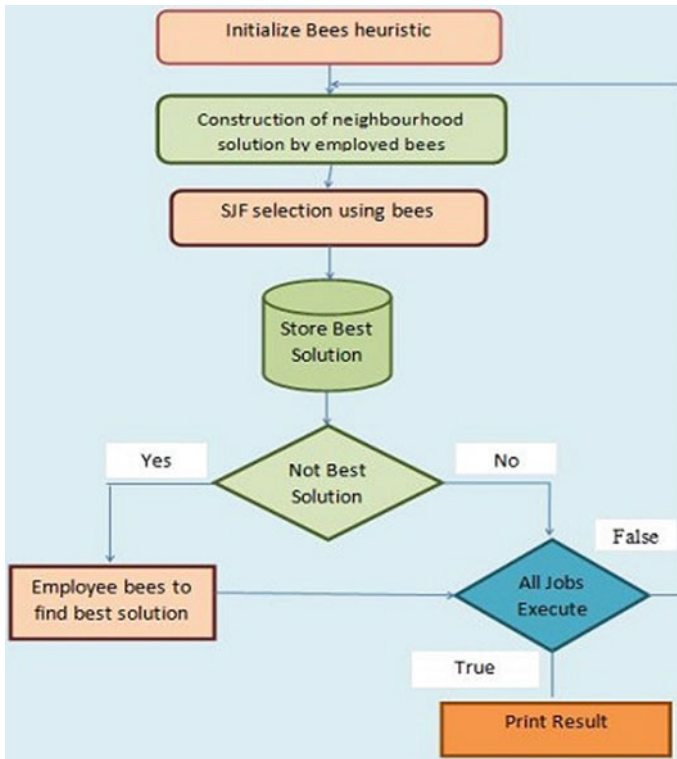 Initialize Bees heuristic
Construction of neighbourhood
solution by employed bees
SJF selection using bees
Store Best
Solution
Yes
Not Best
Solution
No
False
Employee bees to
find best solution
All Jobs
Execute
True
Print Result